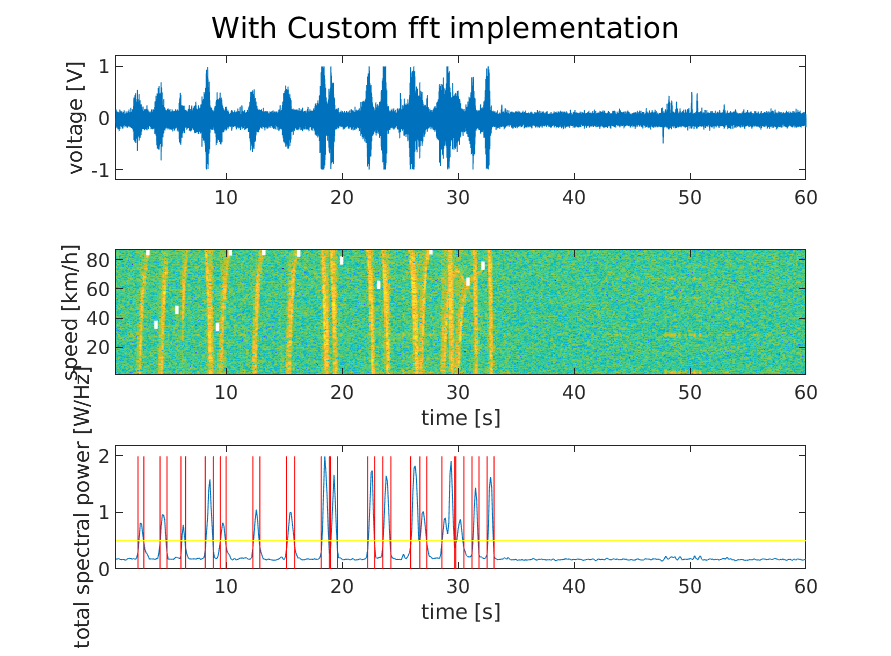 With Custom fft implementation
voltage [V]
1
0
-1
10 20 30 40 50 60
speed [km/h]
80
60
40
20
10 20 30 40 50 60
time [s]
total spectral power [W/Hz]
2
1
0
10 20 30 40 50 60
time [s]